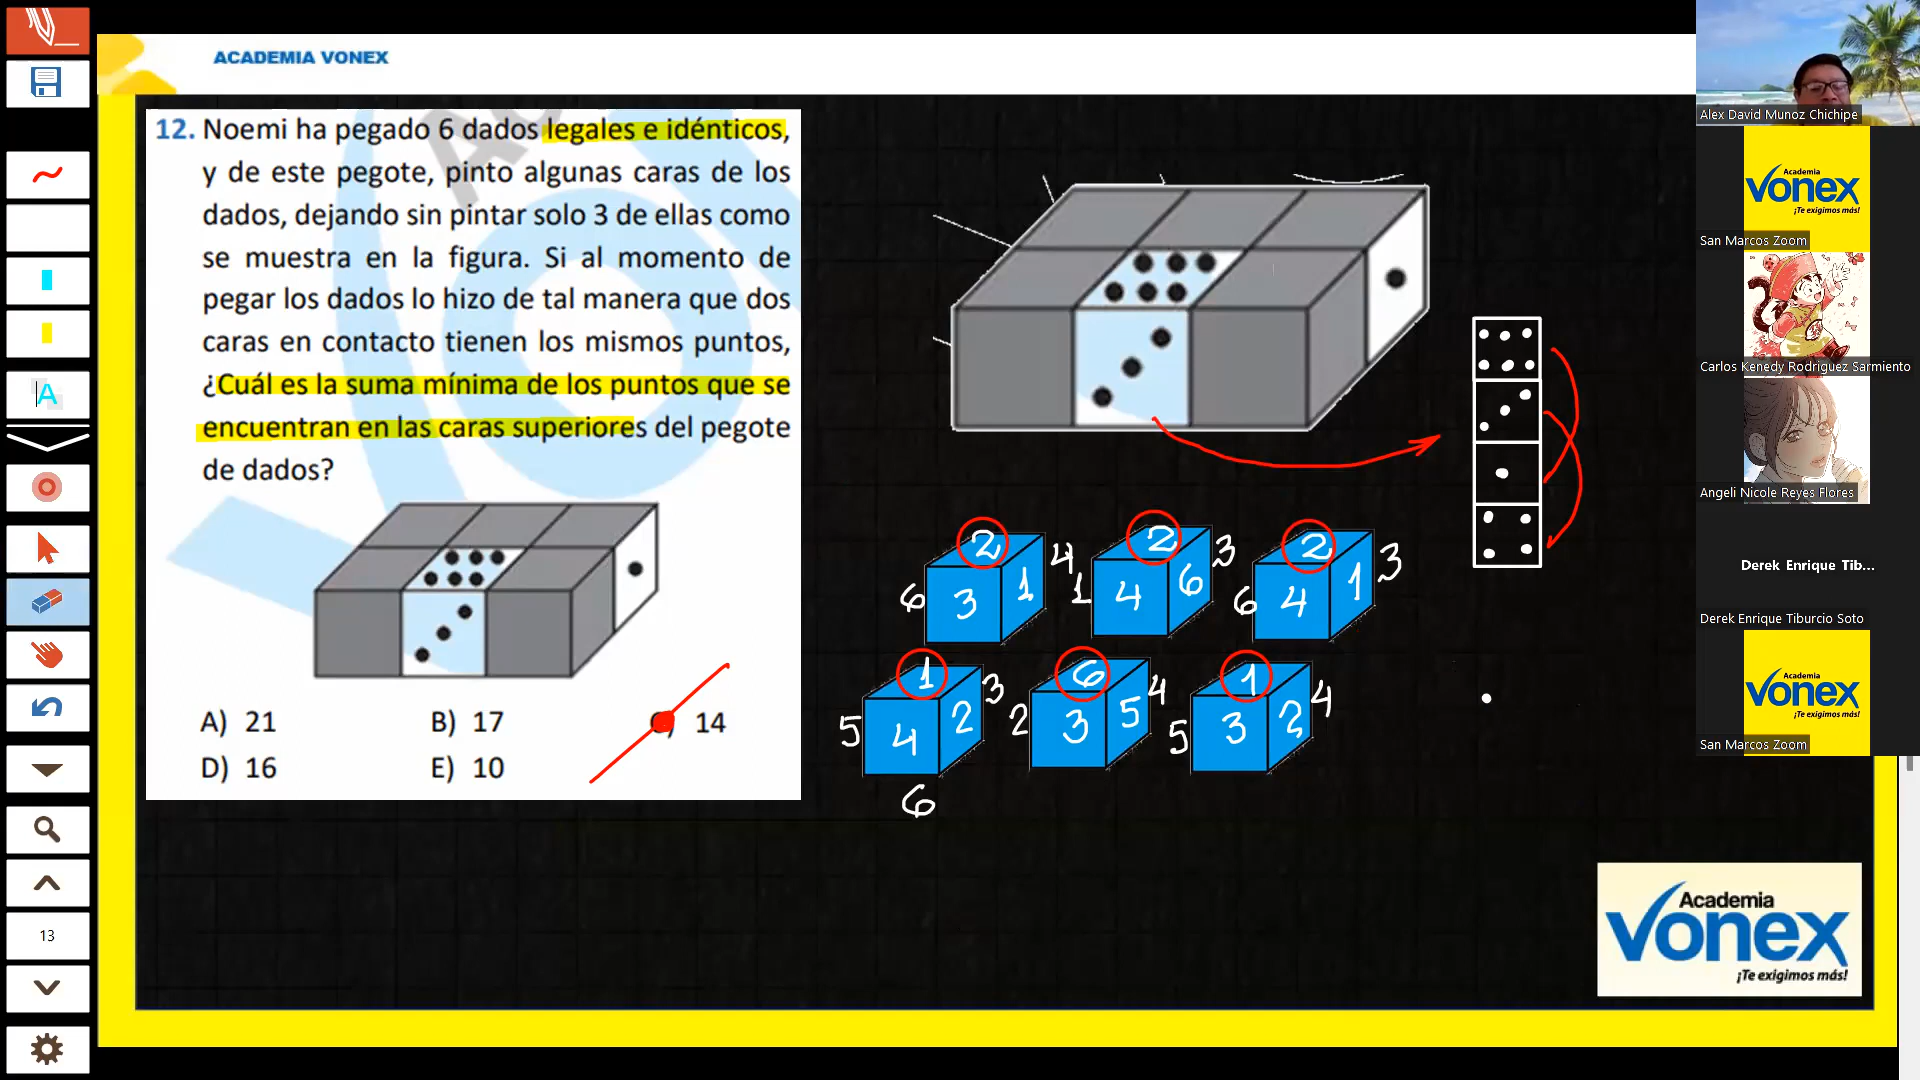 ACADEMIA VONEX
12. Noemi ha pegado 6 dados legales e idénticos,
y de este pegote, pinto algunas caras de los
dados, dejando sin pintar solo 3 de ellas como
se muestra en la figura. Si al momento de
pegar los dados lo hizo de tal manera que dos
caras en contacto tienen los mismos puntos,
¿Cuál es la suma mínima de los puntos que se
encuentran en las caras superiores del pegote
de dados?
A) 21 B) 17 C) 14
D) 16 E) 10
2 4 2 3 2 3
6 3 1 1 4 6 6 4 1
1 3 6 4 1 4
5 4 2 2 3 5 5 3 2
6
A
13
Alex David Munoz Chichipe
Academia
vonex
¡Te exigimos más!
San Marcos Zoom
Carlos Kenedy Rodriguez Sarmiento
Angeli Nicole Reyes Flores
Derek Enrique Tib...
Derek Enrique Tiburcio Soto
Academia
vonex
¡Te exigimos más!
San Marcos Zoom
Academia
vonex
¡Te exigimos más!